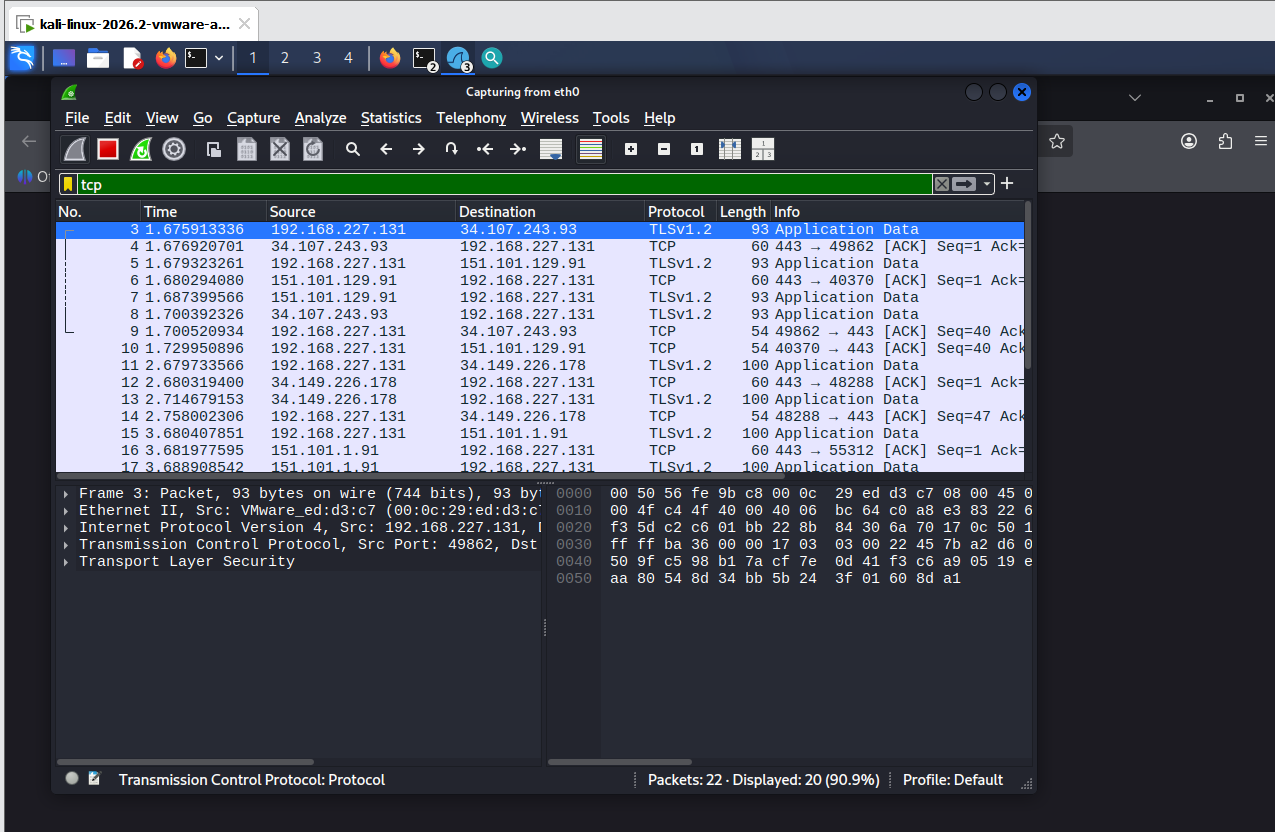 kali-linux-2026.2-vmware-a...
1 2 3 4 2 3
Capturing from eth0
File Edit View Go Capture Analyze Statistics Telephony Wireless Tools Help
tcp
No. Time Source Destination Protocol Length Info
3 1.675913336 192.168.227.131 34.107.243.93 TLSv1.2 93 Application Data
4 1.676920701 34.107.243.93 192.168.227.131 TCP 60 443 → 49862 [ACK] Seq=1 Ack=
5 1.679323261 192.168.227.131 151.101.129.91 TLSv1.2 93 Application Data
6 1.680294080 151.101.129.91 192.168.227.131 TCP 60 443 → 40370 [ACK] Seq=1 Ack=
7 1.687399566 151.101.129.91 192.168.227.131 TLSv1.2 93 Application Data
8 1.700392326 34.107.243.93 192.168.227.131 TLSv1.2 93 Application Data
9 1.700520934 192.168.227.131 34.107.243.93 TCP 54 49862 → 443 [ACK] Seq=40 Ack
10 1.729950896 192.168.227.131 151.101.129.91 TCP 54 40370 → 443 [ACK] Seq=40 Ack
11 2.679733566 192.168.227.131 34.149.226.178 TLSv1.2 100 Application Data
12 2.680319400 34.149.226.178 192.168.227.131 TCP 60 443 → 48288 [ACK] Seq=1 Ack=
13 2.714679153 34.149.226.178 192.168.227.131 TLSv1.2 100 Application Data
14 2.758002306 192.168.227.131 34.149.226.178 TCP 54 48288 → 443 [ACK] Seq=47 Ack
15 3.680407851 192.168.227.131 151.101.1.91 TLSv1.2 100 Application Data
16 3.681977595 151.101.1.91 192.168.227.131 TCP 60 443 → 55312 [ACK] Seq=1 Ack=
17 3.688908542 151.101.1.91 192.168.227.131 TLSv1.2 100 Application Data
Frame 3: Packet, 93 bytes on wire (744 bits), 93 byt
Ethernet II, Src: VMware_ed:d3:c7 (00:0c:29:ed:d3:c7
Internet Protocol Version 4, Src: 192.168.227.131, D
Transmission Control Protocol, Src Port: 49862, Dst
Transport Layer Security
0000 00 50 56 fe 9b c8 00 0c 29 ed d3 c7 08 00 45 0
0010 00 4f c4 4f 40 00 40 06 bc 64 c0 a8 e3 83 22 6
0020 f3 5d c2 c6 01 bb 22 8b 84 30 6a 70 17 0c 50 1
0030 ff ff ba 36 00 00 17 03 03 00 22 45 7b a2 d6 0
0040 50 9f c5 98 b1 7a cf 7e 0d 41 f3 c6 a9 05 19 e
0050 aa 80 54 8d 34 bb 5b 24 3f 01 60 8d a1
Transmission Control Protocol: Protocol
Packets: 22 · Displayed: 20 (90.9%)
Profile: Default